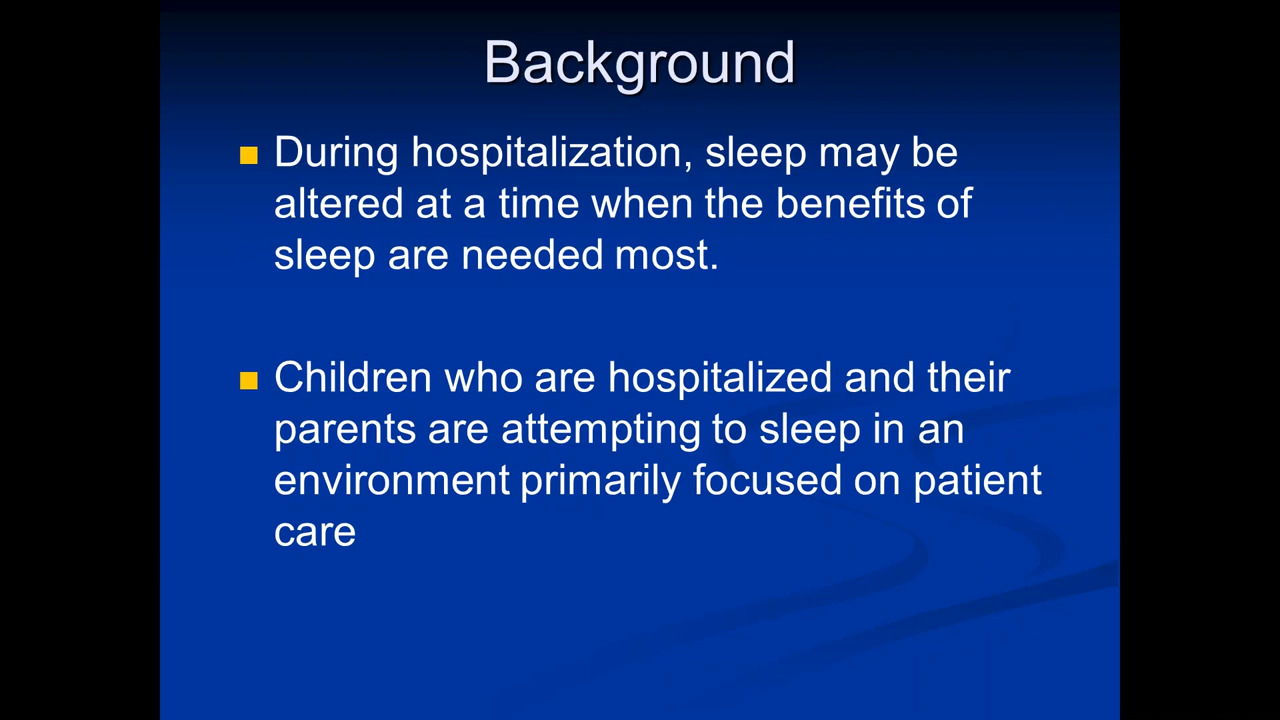 Background
During hospitalization, sleep may be
altered at a time when the benefits of
sleep are needed most.
Children who are hospitalized and their
parents are attempting to sleep in an
environment primarily focused on patient
care